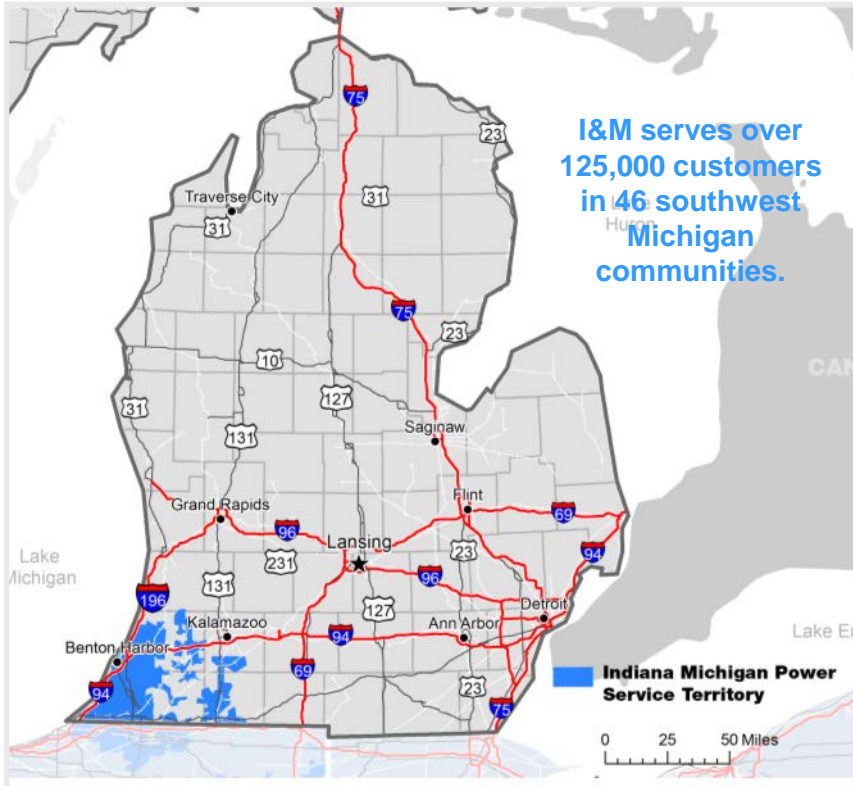 75
23
I&M serves over
125,000 customers
in 46 southwest
Michigan
communities.
Lake
Huron
Traverse City
31
31
75
23
10
CAN
127
31
131
Saginaw
Grand Rapids
Flint
69
96
Lansing
23
94
Lake
Michigan
231
131
96
196
Detroit
127
Kalamazoo
Ann Arbor
94
Lake Er
Benton Harbor
69
94
23
75
Indiana Michigan Power
Service Territory
0 25 50 Miles